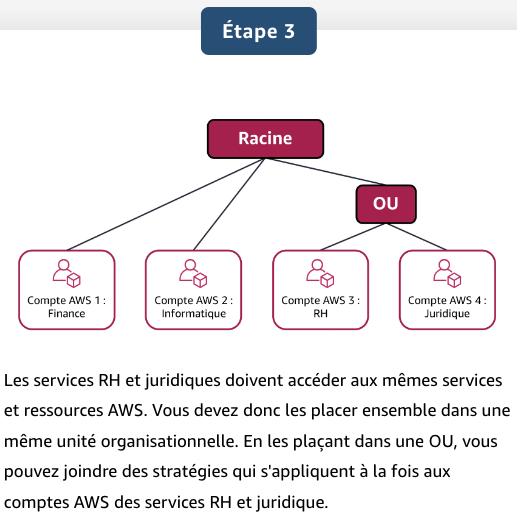 Étape 3
Racine
OU
Compte AWS 1 :
Finance
Compte AWS 2 :
Informatique
Compte AWS 3 :
RH
Compte AWS 4 :
Juridique
Les services RH et juridiques doivent accéder aux mêmes services
et ressources AWS. Vous devez donc les placer ensemble dans une
même unité organisationnelle. En les plaçant dans une OU, vous
pouvez joindre des stratégies qui s'appliquent à la fois aux
comptes AWS des services RH et juridique.